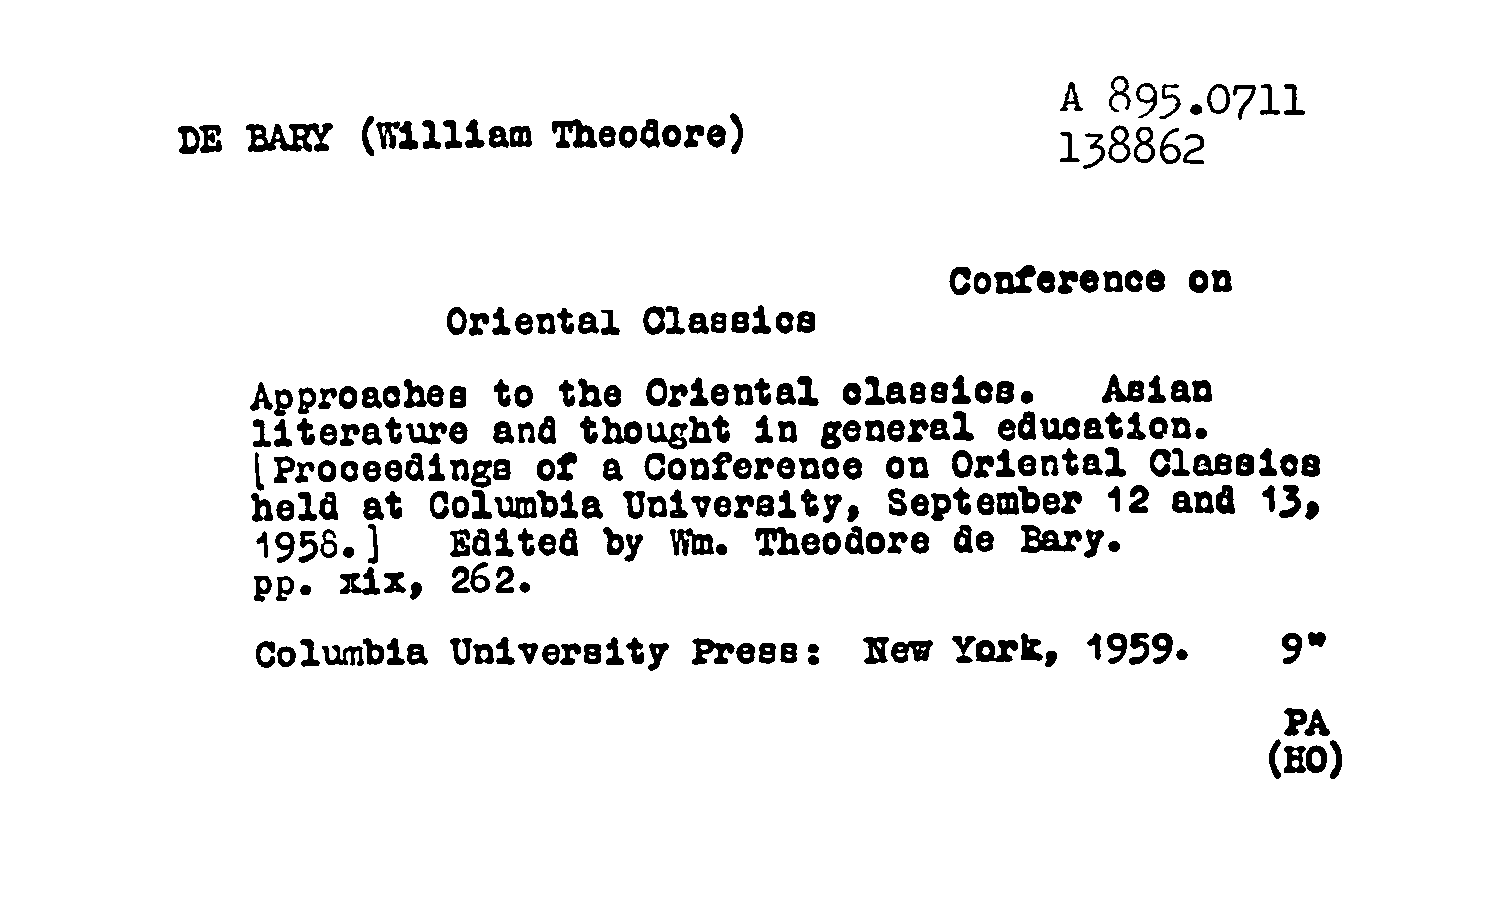 DE BARY (William Theodore)
A 895.0711
138862
Conference on
Oriental Classics
Approaches to the Oriental classics. Asian
literature and thought in general education.
[Proceedings of a Conference on Oriental Classics
held at Columbia University, September 12 and 13,
1958.] Edited by Wm. Theodore de Bary.
pp. xix, 262.
Columbia University Press: New York, 1959. 9"
PA
(HO)